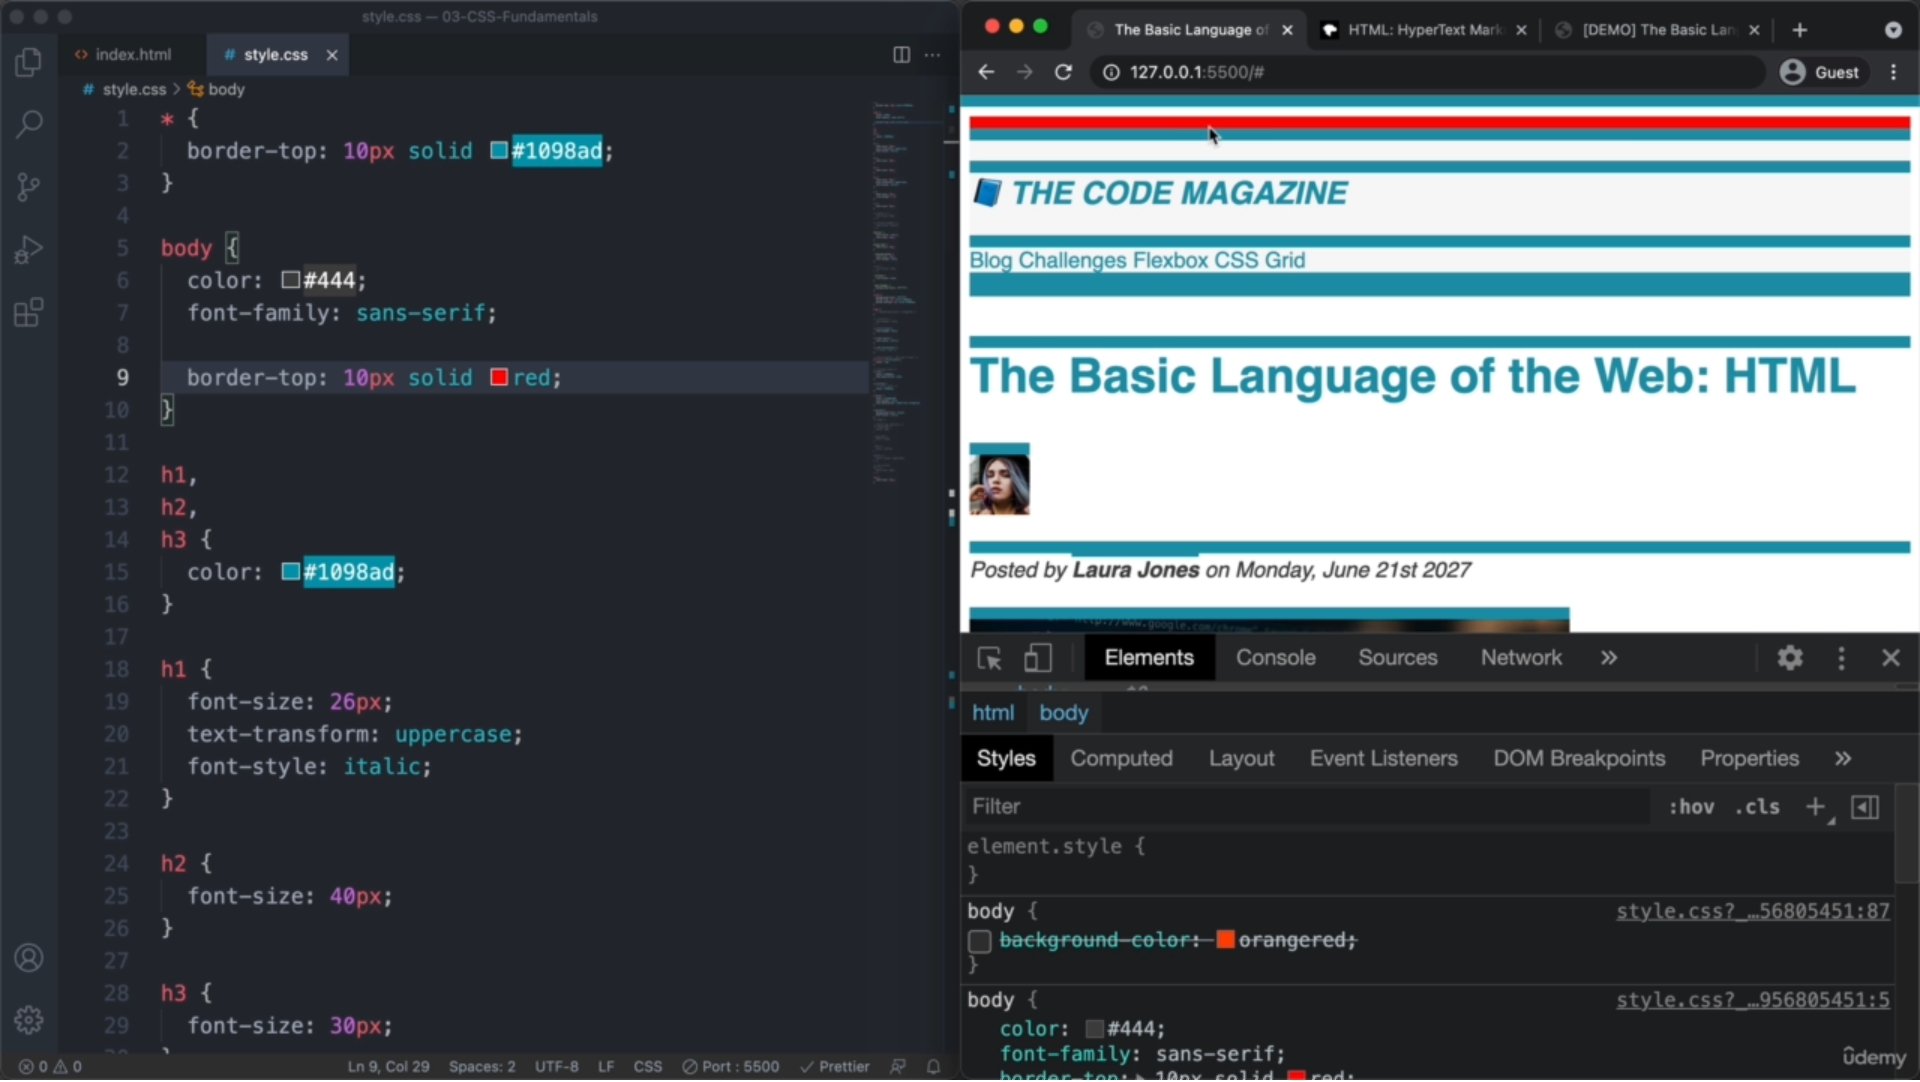 style.css — 03-CSS-Fundamentals
index.html
# style.css
# style.css > body
1 * {
2 border-top: 10px solid #1098ad;
3 }
4
5 body {
6 color: #444;
7 font-family: sans-serif;
8
9 border-top: 10px solid red;
10 }
11
12 h1,
13 h2,
14 h3 {
15 color: #1098ad;
16 }
17
18 h1 {
19 font-size: 26px;
20 text-transform: uppercase;
21 font-style: italic;
22 }
23
24 h2 {
25 font-size: 40px;
26 }
27
28 h3 {
29 font-size: 30px;
0 0
Ln 9, Col 29 Spaces: 2 UTF-8 LF CSS Port : 5500 Prettier
The Basic Language of
HTML: HyperText Mark
[DEMO] The Basic Lan
127.0.0.1:5500/#
Guest
THE CODE MAGAZINE
Blog Challenges Flexbox CSS Grid
The Basic Language of the Web: HTML
Posted by Laura Jones on Monday, June 21st 2027
Elements Console Sources Network »
html body
Styles Computed Layout Event Listeners DOM Breakpoints Properties »
Filter
:hov .cls +
element.style {
}
body {
style.css?_…56805451:87
background-color: orangered;
}
body {
style.css?_…956805451:5
color: #444;
font-family: sans-serif;
border-top: 10px solid red;
ûdemy